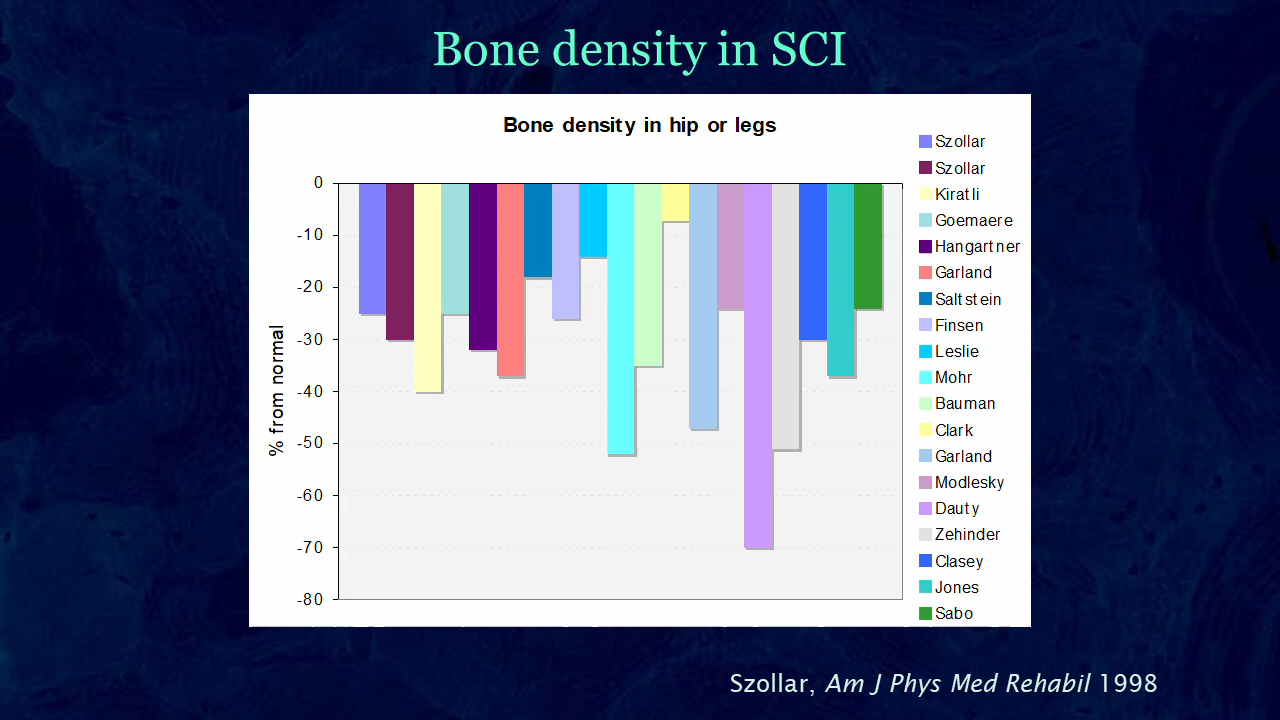 Bone density in SCI
Bone density in hip or legs
% from normal
0
-10
-20
-30
-40
-50
-60
-70
-80
Szollar
Szollar
Kiratli
Goemaere
Hangartner
Garland
Saltstein
Finsen
Leslie
Mohr
Bauman
Clark
Garland
Modlesky
Dauty
Zehinder
Clasey
Jones
Sabo
Szollar, Am J Phys Med Rehabil 1998